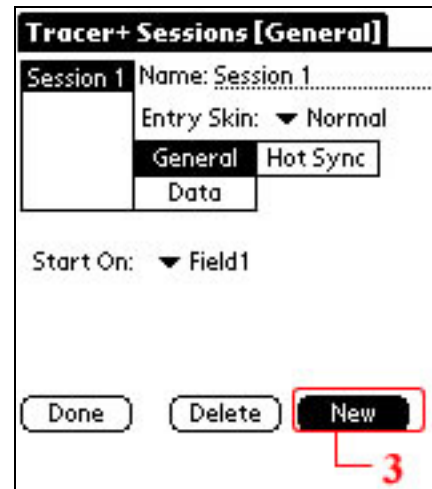 Tracer+ Sessions [General]
Session 1
Name: Session 1
Entry Skin: Normal
General
Hot Sync
Data
Start On: Field1
Done
Delete
New
3